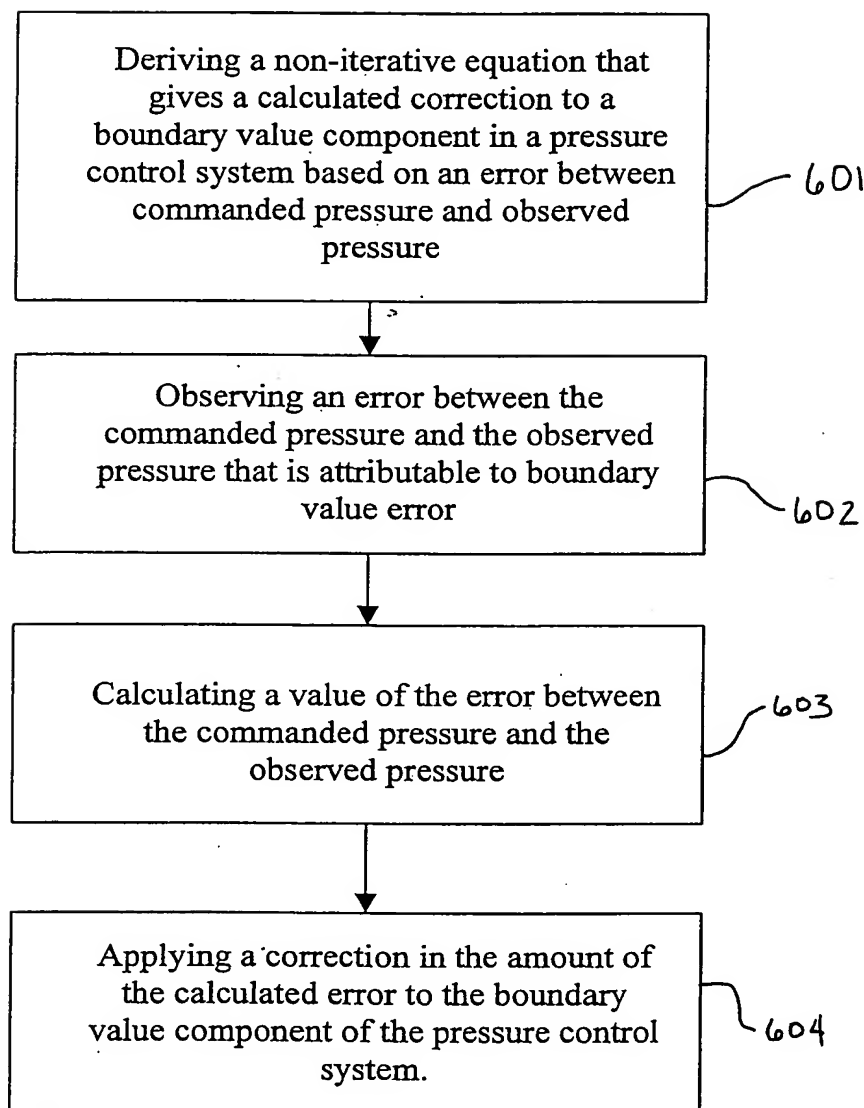 Deriving a non-iterative equation that
gives a calculated correction to a
boundary value component in a pressure
control system based on an error between
commanded pressure and observed
pressure
601
Observing an error between the
commanded pressure and the observed
pressure that is attributable to boundary
value error
602
Calculating a value of the error between
the commanded pressure and the
observed pressure
603
Applying a correction in the amount of
the calculated error to the boundary
value component of the pressure control
system.
604